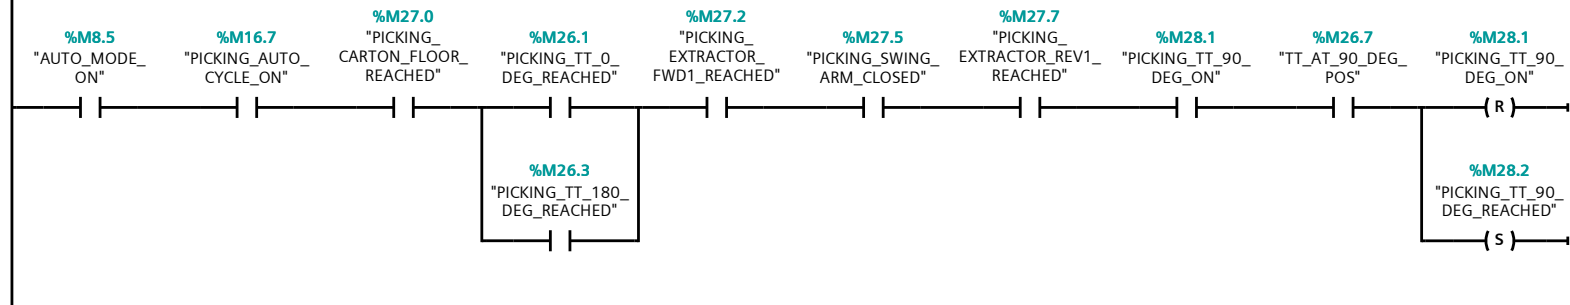 %M8.5
"AUTO_MODE_
ON"
%M16.7
"PICKING_AUTO_
CYCLE_ON"
%M27.0
"PICKING_
CARTON_FLOOR_
REACHED"
%M26.1
"PICKING_TT_0_
DEG_REACHED"
%M27.2
"PICKING_
EXTRACTOR_
FWD1_REACHED"
%M27.5
"PICKING_SWING_
ARM_CLOSED"
%M27.7
"PICKING_
EXTRACTOR_REV1_
REACHED"
%M28.1
"PICKING_TT_90_
DEG_ON"
%M26.7
"TT_AT_90_DEG_
POS"
%M28.1
"PICKING_TT_90_
DEG_ON"
R
%M26.3
"PICKING_TT_180_
DEG_REACHED"
%M28.2
"PICKING_TT_90_
DEG_REACHED"
S